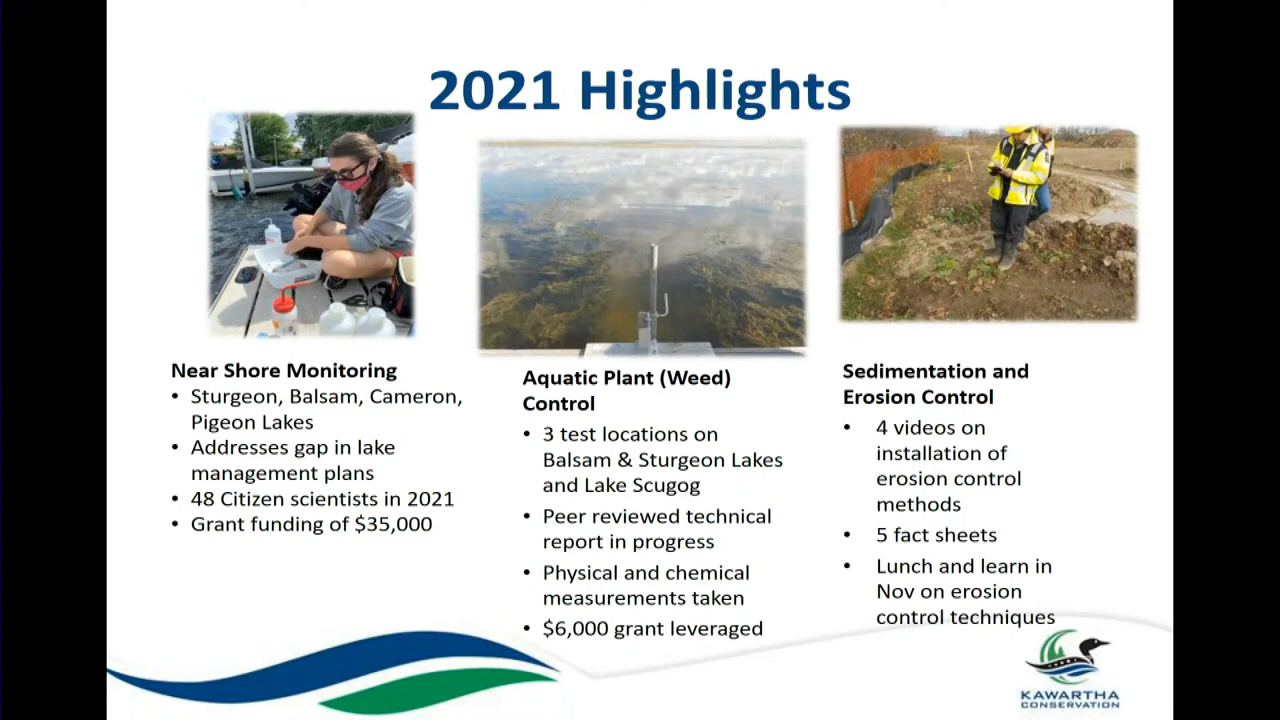 2021 Highlights
Near Shore Monitoring
• Sturgeon, Balsam, Cameron,
Pigeon Lakes
• Addresses gap in lake
management plans
• 48 Citizen scientists in 2021
• Grant funding of $35,000
Aquatic Plant (Weed)
Control
• 3 test locations on
Balsam & Sturgeon Lakes
and Lake Scugog
• Peer reviewed technical
report in progress
• Physical and chemical
measurements taken
• $6,000 grant leveraged
Sedimentation and
Erosion Control
• 4 videos on
installation of
erosion control
methods
• 5 fact sheets
• Lunch and learn in
Nov on erosion
control techniques
KAWARTHA
CONSERVATION